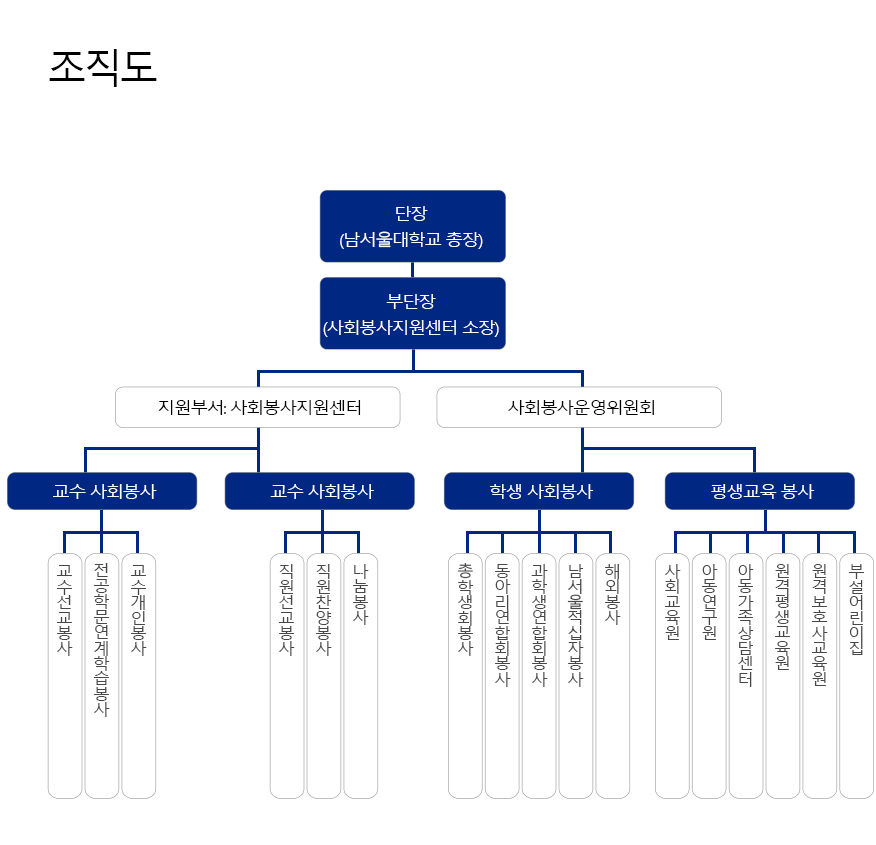 조직도
단장
(남서울대학교 총장)
부단장
(사회봉사지원센터 소장)
지원부서: 사회봉사지원센터
사회봉사운영위원회
교수 사회봉사
교수 사회봉사
학생 사회봉사
평생교육 봉사
교수선교봉사
전공학문연계학습봉사
교수개인봉사
직원선교봉사
직원찬양봉사
나눔봉사
총학생회봉사
동아리연합회봉사
과학생연합회봉사
남서울적십자봉사
해외봉사
사회교육원
아동연구원
아동가족상담센터
원격평생교육원
원격보호사교육원
부설어린이집